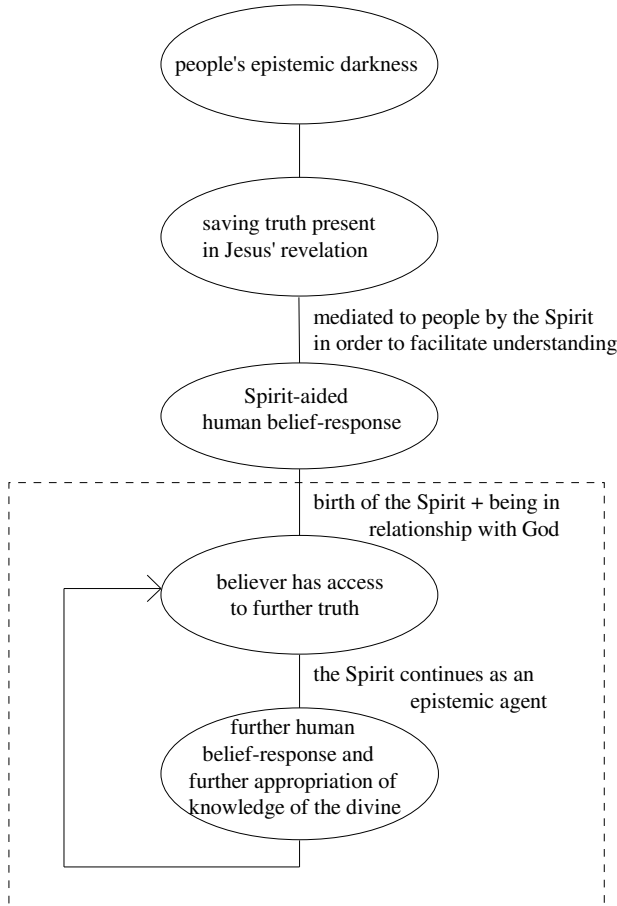 people's epistemic darkness
saving truth present
in Jesus' revelation
mediated to people by the Spirit
in order to facilitate understanding
Spirit-aided
human belief-response
birth of the Spirit + being in
relationship with God
believer has access
to further truth
the Spirit continues as an
epistemic agent
further human
belief-response and
further appropriation of
knowledge of the divine